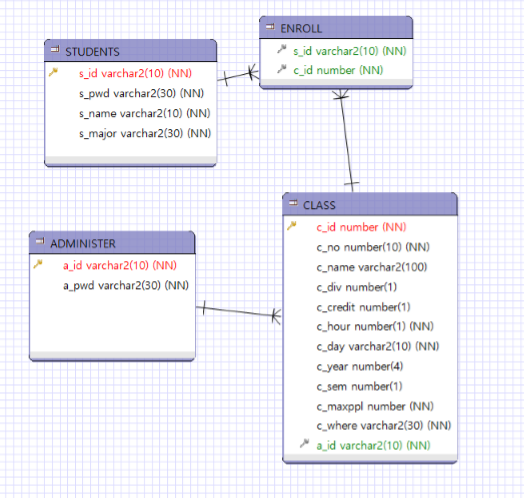 ENROLL
s_id varchar2(10) (NN)
c_id number (NN)
STUDENTS
s_id varchar2(10) (NN)
s_pwd varchar2(30) (NN)
s_name varchar2(10) (NN)
s_major varchar2(30) (NN)
CLASS
c_id number (NN)
c_no number(10) (NN)
c_name varchar2(100)
c_div number(1)
c_credit number(1)
c_hour number(1) (NN)
c_day varchar2(10) (NN)
c_year number(4)
c_sem number(1)
c_maxppl number (NN)
c_where varchar2(30) (NN)
a_id varchar2(10) (NN)
ADMINISTER
a_id varchar2(10) (NN)
a_pwd varchar2(30) (NN)